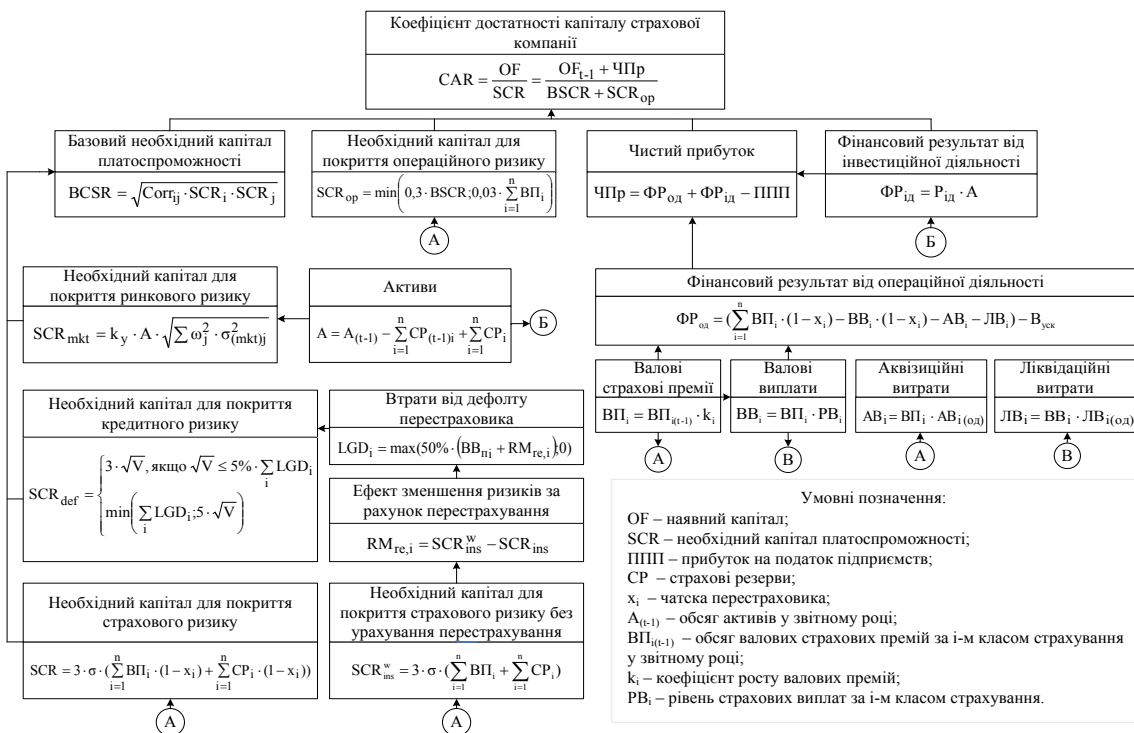 Коефіцієнт достатності капіталу страхової
компанії
CAR = OF / SCR = (OF_{t-1} + ЧПр) / (BSCR + SCR_{op})
Базовий необхідний капітал
платоспроможності
BCSR = √(Corr_{ij} · SCR_i · SCR_j)
Необхідний капітал для
покриття операційного ризику
SCR_{op} = min(0,3 · BSCR; 0,03 · ∑_{i=1}^{n} ВП_i)
А
Чистий прибуток
ЧПр = ФР_{од} + ФР_{ід} − ППП
Фінансовий результат від
інвестиційної діяльності
ФР_{ід} = Р_{ід} · А
Б
Необхідний капітал для
покриття ринкового ризику
SCR_{mkt} = k_y · A · √(∑ ω_j^2 · σ_{(mkt)j}^2)
Активи
A = A_{(t-1)} − ∑_{i=1}^{n} СР_{(t-1)i} + ∑_{i=1}^{n} СР_i
Б
Фінансовий результат від операційної діяльності
ФР_{од} = (∑_{i=1}^{n} ВП_i · (1 − x_i) − ВВ_i · (1 − x_i) − АВ_i − ЛВ_i) − В_{уск}
Валові
страхові премії
ВП_i = ВП_{i(t-1)} · k_i
А
Валові
виплати
ВВ_i = ВП_i · РВ_i
В
Аквізиційні
витрати
АВ_i = ВП_i · АВ_{i(од)}
А
Ліквідаційні
витрати
ЛВ_i = ВВ_i · ЛВ_{i(од)}
В
Необхідний капітал для покриття
кредитного ризику
SCR_{def} = { 3 · √V, якщо √V ≤ 5% · ∑_i LGD_i
min(∑_i LGD_i; 5 · √V)
Втрати від дефолту
перестраховика
LGD_i = max(50% · (ВВ_{пi} + RM_{re,i}); 0)
Ефект зменшення ризиків за
рахунок перестрахування
RM_{re,i} = SCR_{ins}^w − SCR_{ins}
Необхідний капітал для покриття
страхового ризику
SCR = 3 · σ · (∑_{i=1}^{n} ВП_i · (1 − x_i) + ∑_{i=1}^{n} СР_i · (1 − x_i))
А
Необхідний капітал для
покриття страхового ризику без
урахування перестрахування
SCR_{ins}^w = 3 · σ · (∑_{i=1}^{n} ВП_i + ∑_{i=1}^{n} СР_i)
А
Умовні позначення:
OF – наявний капітал;
SCR – необхідний капітал платоспроможності;
ППП – прибуток на податок підприємств;
СР – страхові резерви;
x_i – чатска перестраховика;
A_{(t-1)} – обсяг активів у звітному році;
ВП_{i(t-1)} – обсяг валових страхових премій за i-м класом страхування
у звітному році;
k_i – коефіцієнт росту валових премій;
РВ_i – рівень страхових виплат за i-м класом страхування.